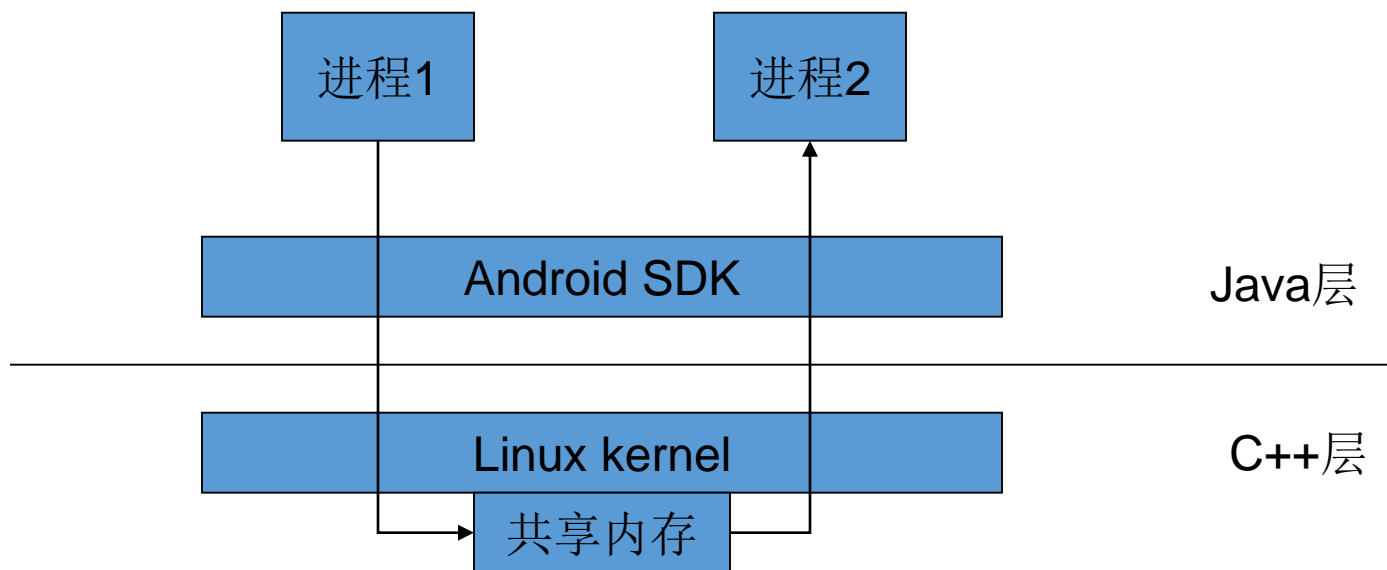 进程1
进程2
Android SDK
Java层
Linux kernel
C++层
共享内存